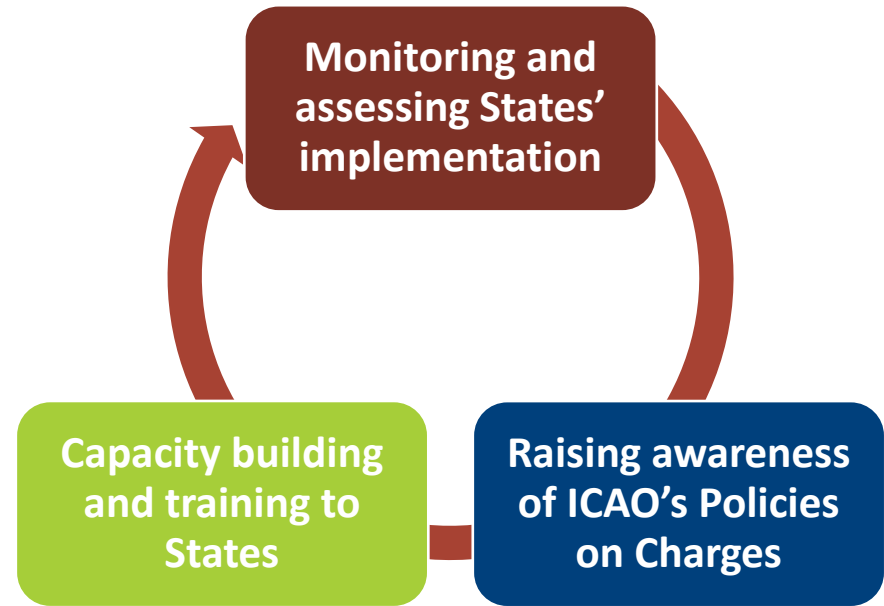 Monitoring and
assessing States’
implementation
Capacity building
and training to
States
Raising awareness
of ICAO’s Policies
on Charges